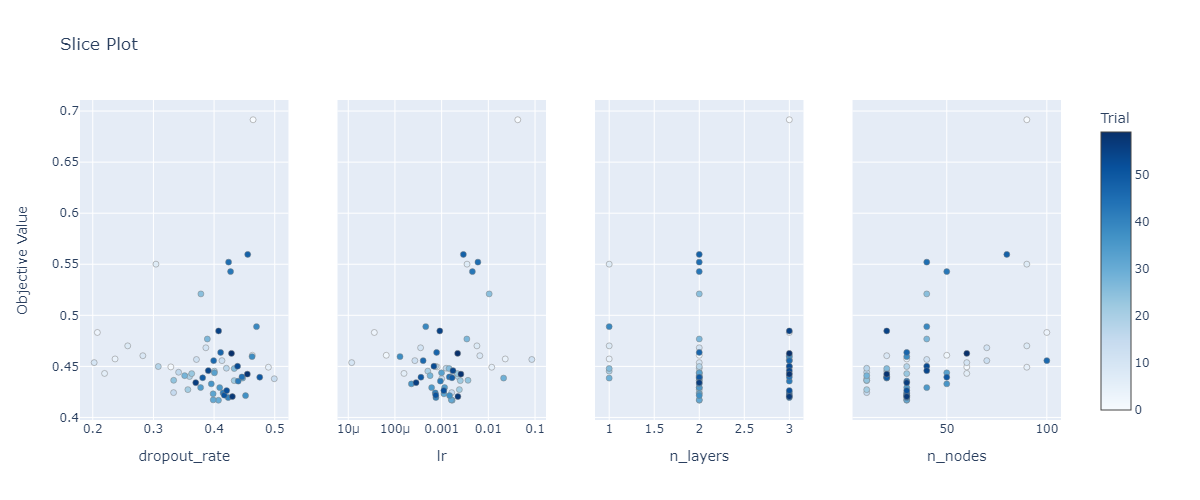 Slice Plot
Objective Value
0.7
0.65
0.6
0.55
0.5
0.45
0.4
0.2 0.3 0.4 0.5
dropout_rate
10μ 100μ 0.001 0.01 0.1
lr
1 1.5 2 2.5 3
n_layers
50 100
n_nodes
Trial
50
40
30
20
10
0